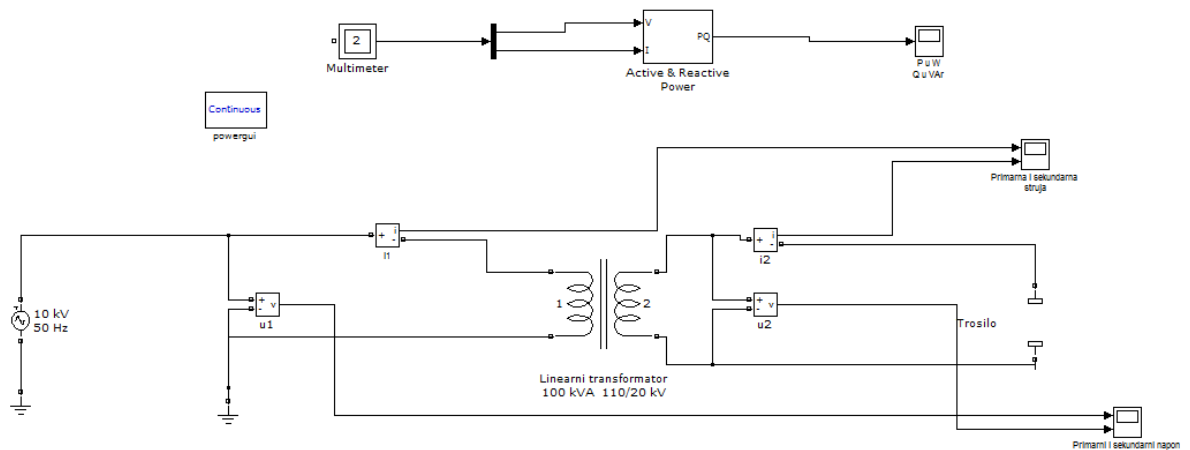 2
Multimeter
V
I
PQ
Active & Reactive
Power
P u W
Q u VAr
Continuous
powergui
Primarna i sekundarna
struja
+
i
-
i1
+
i
-
i2
10 kV
50 Hz
+
-
v
u1
1
2
+
-
v
u2
Trosilo
Linearni transformator
100 kVA 110/20 kV
Primarni i sekundarni napon